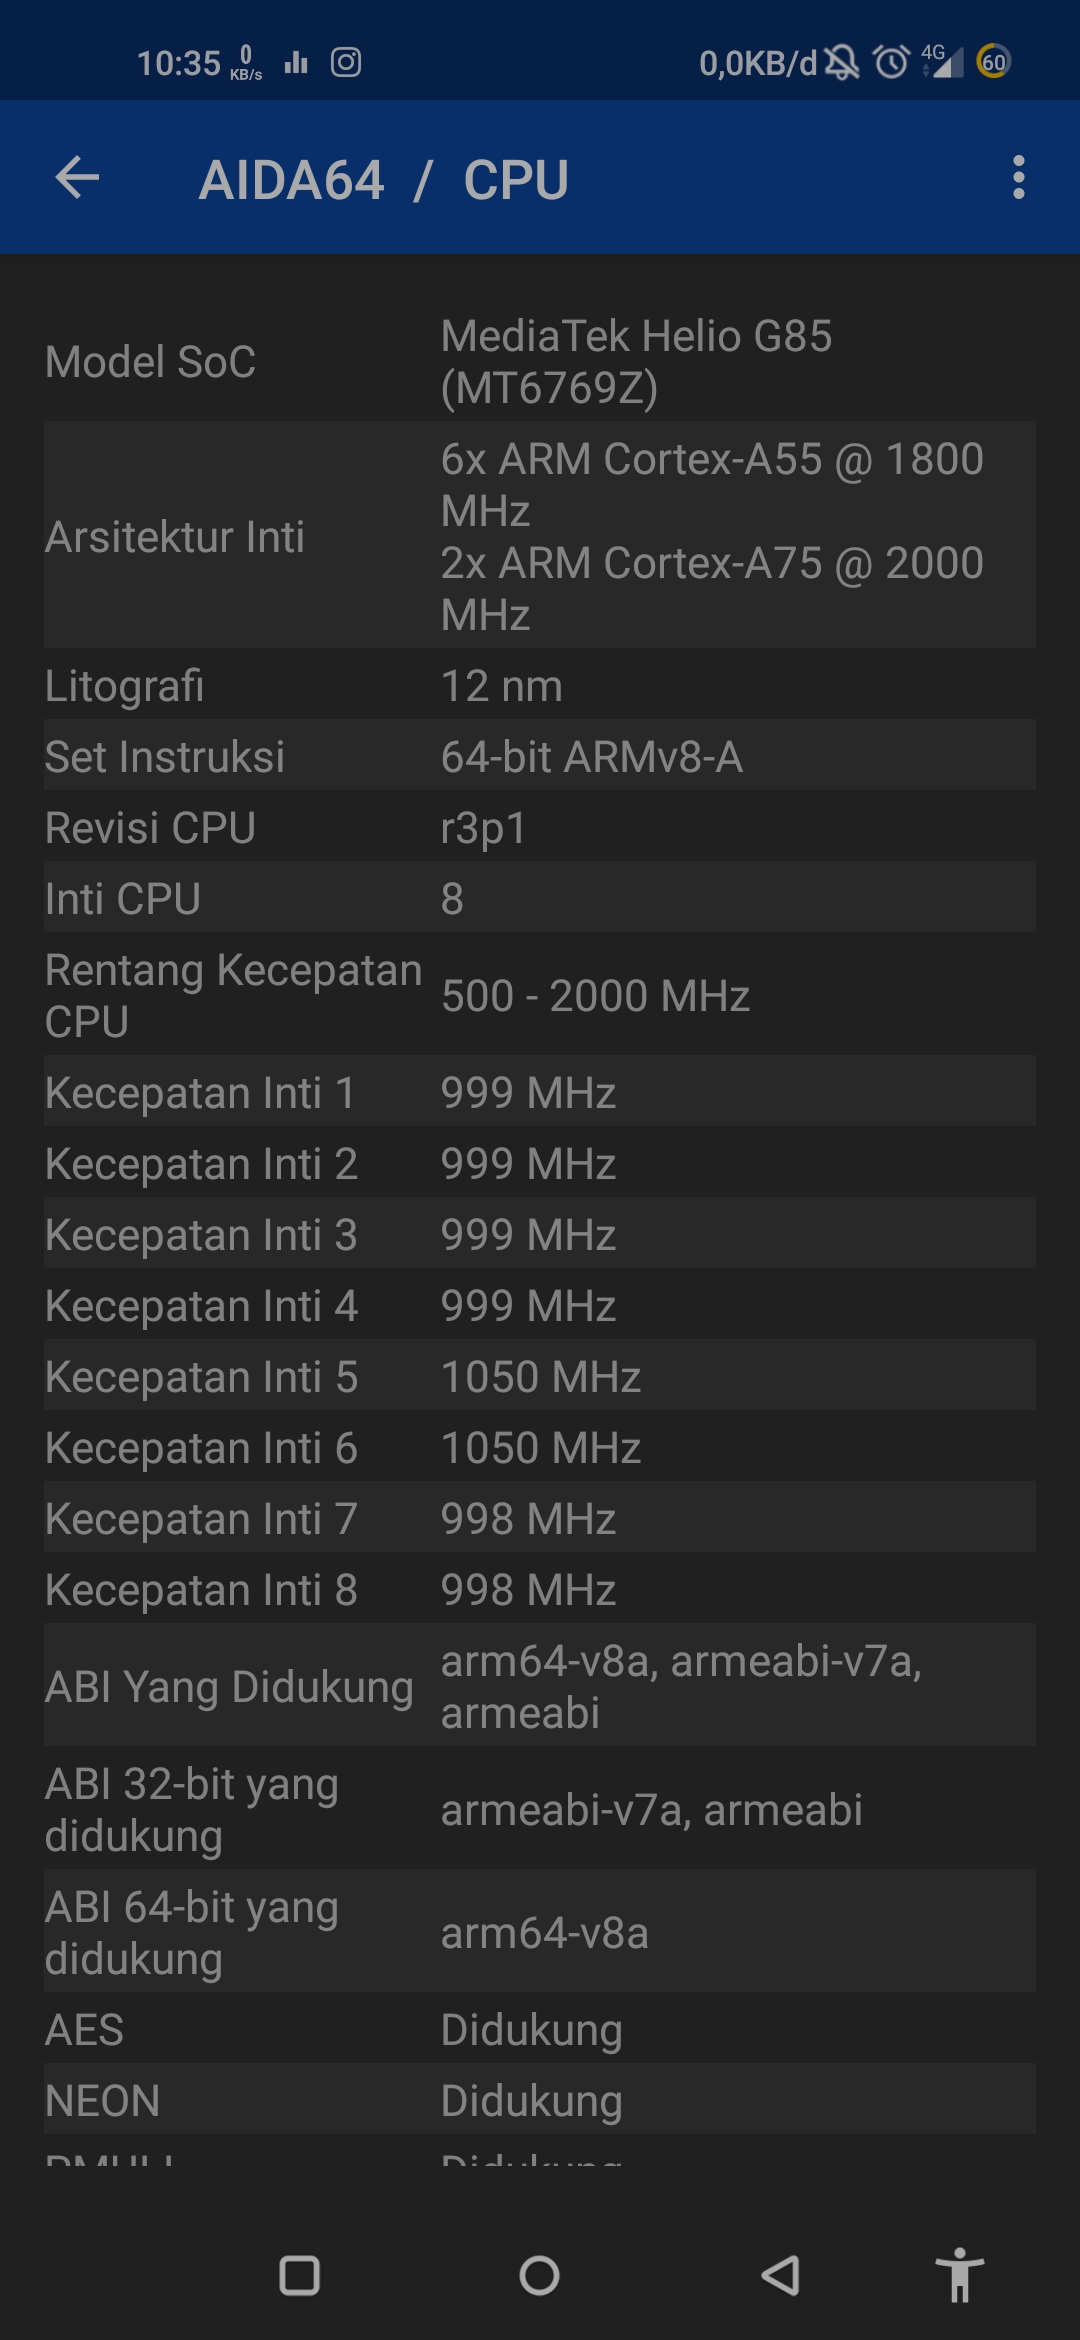 10:35 0 KB/s 0,0KB/d 4G 60
AIDA64 / CPU
Model SoC
MediaTek Helio G85
(MT6769Z)
Arsitektur Inti
6x ARM Cortex-A55 @ 1800
MHz
2x ARM Cortex-A75 @ 2000
MHz
Litografi 12 nm
Set Instruksi 64-bit ARMv8-A
Revisi CPU r3p1
Inti CPU 8
Rentang Kecepatan
CPU
500 - 2000 MHz
Kecepatan Inti 1 999 MHz
Kecepatan Inti 2 999 MHz
Kecepatan Inti 3 999 MHz
Kecepatan Inti 4 999 MHz
Kecepatan Inti 5 1050 MHz
Kecepatan Inti 6 1050 MHz
Kecepatan Inti 7 998 MHz
Kecepatan Inti 8 998 MHz
ABI Yang Didukung
arm64-v8a, armeabi-v7a,
armeabi
ABI 32-bit yang
didukung
armeabi-v7a, armeabi
ABI 64-bit yang
didukung
arm64-v8a
AES Didukung
NEON Didukung
PMULL Didukung